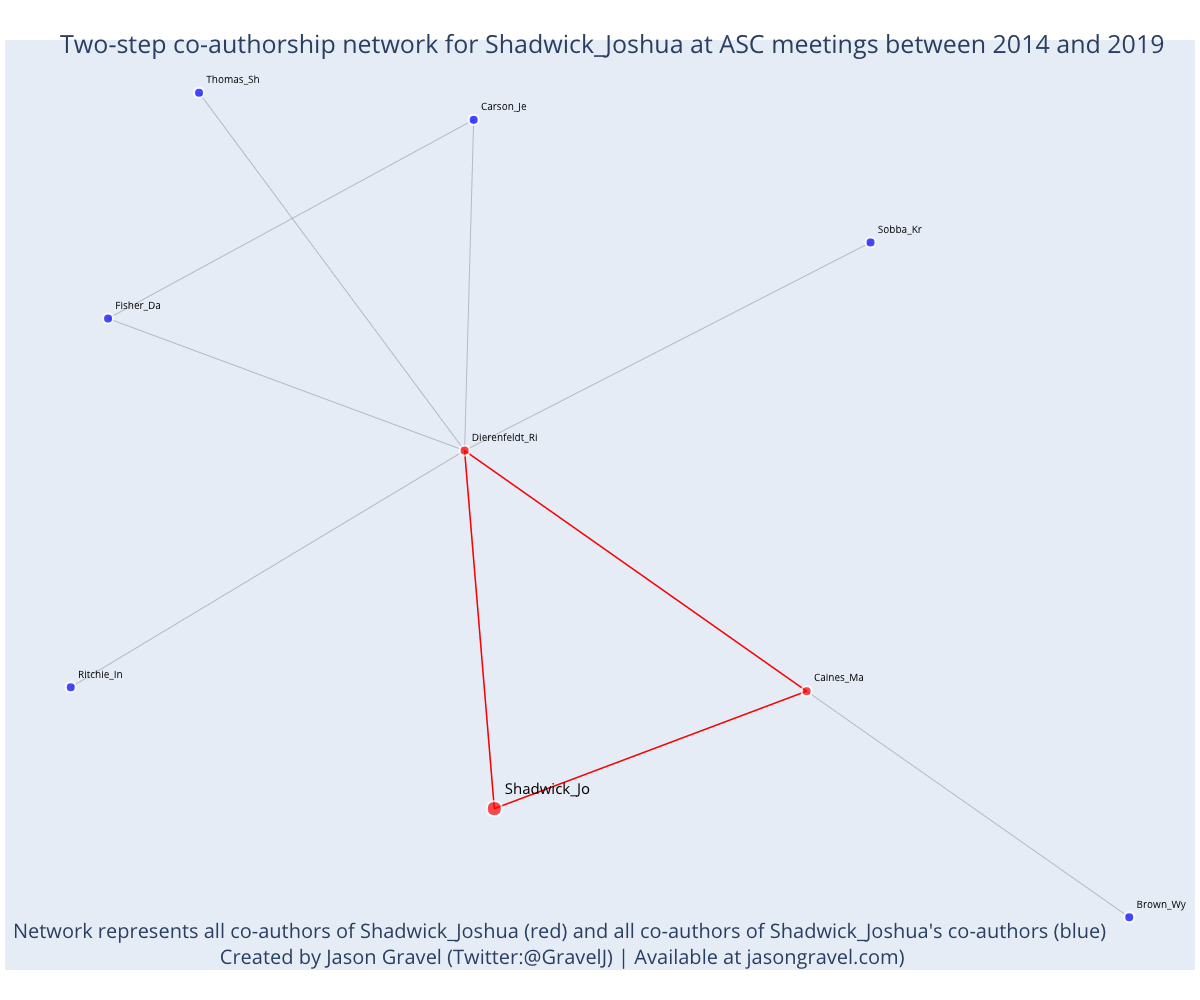 Two-step co-authorship network for Shadwick_Joshua at ASC meetings between 2014 and 2019
Thomas_Sh
Carson_Je
Sobba_Kr
Fisher_Da
Dierenfeldt_Ri
Ritchie_In
Caines_Ma
Shadwick_Jo
Brown_Wy
Network represents all co-authors of Shadwick_Joshua (red) and all co-authors of Shadwick_Joshua's co-authors (blue)
Created by Jason Gravel (Twitter:@GravelJ) | Available at jasongravel.com)